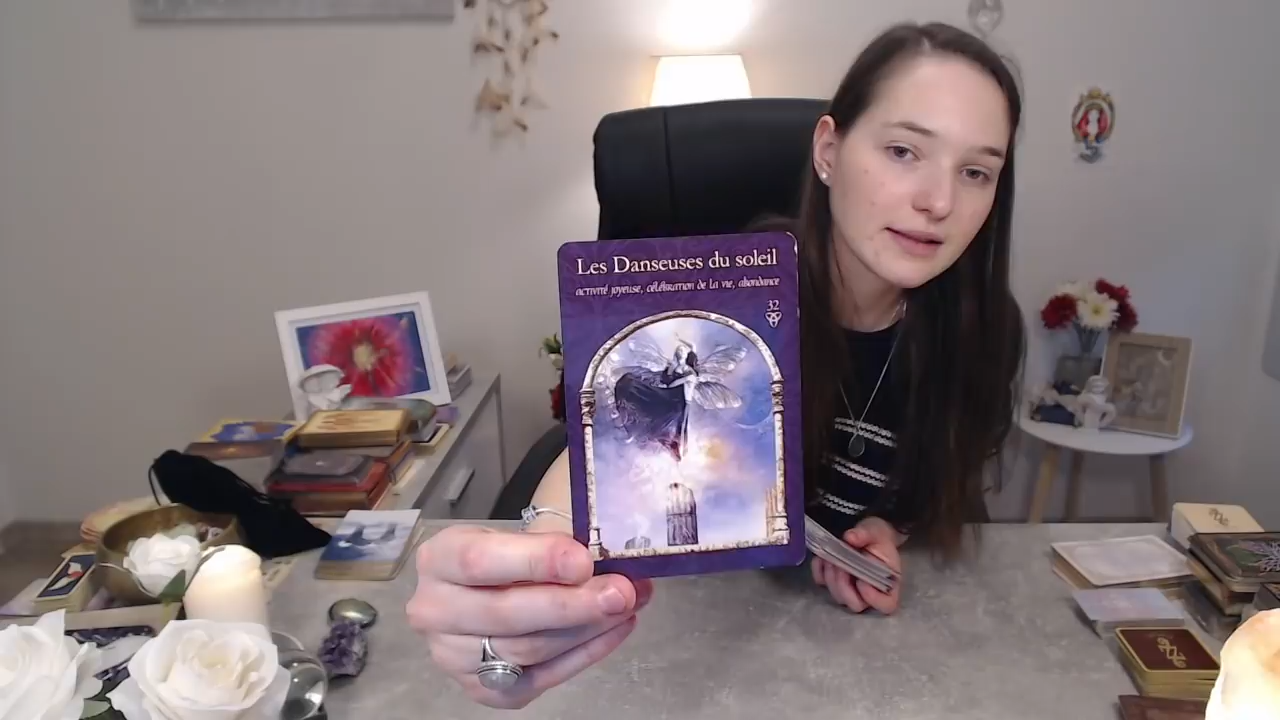 Les Danseuses du soleil
activité joyeuse, célébration de la vie, abondance
32